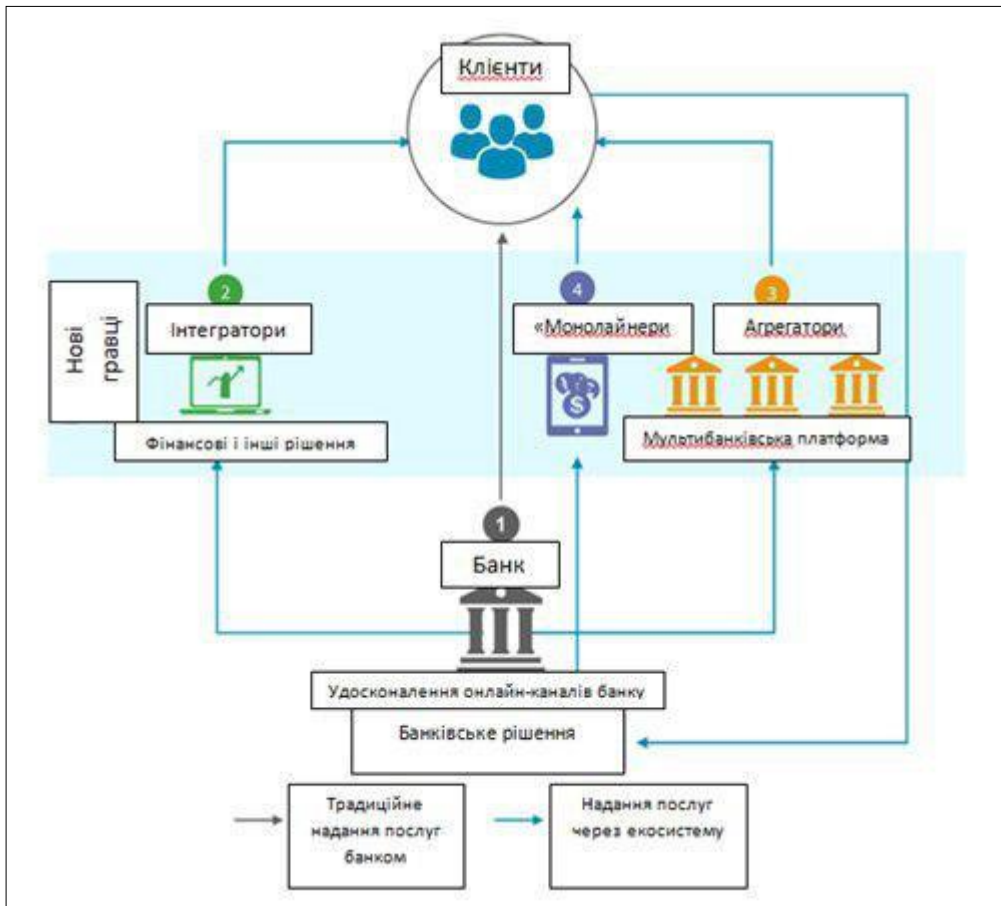 Клієнти
2
4
3
Нові
гравці
Інтегратори
«Монолайнери
Агрегатори
Фінансові і інші рішення
Мультибанківська платформа
1
Банк
Удосконалення онлайн-каналів банку
Банківське рішення
Традиційне
надання послуг
банком
Надання послуг
через екосистему